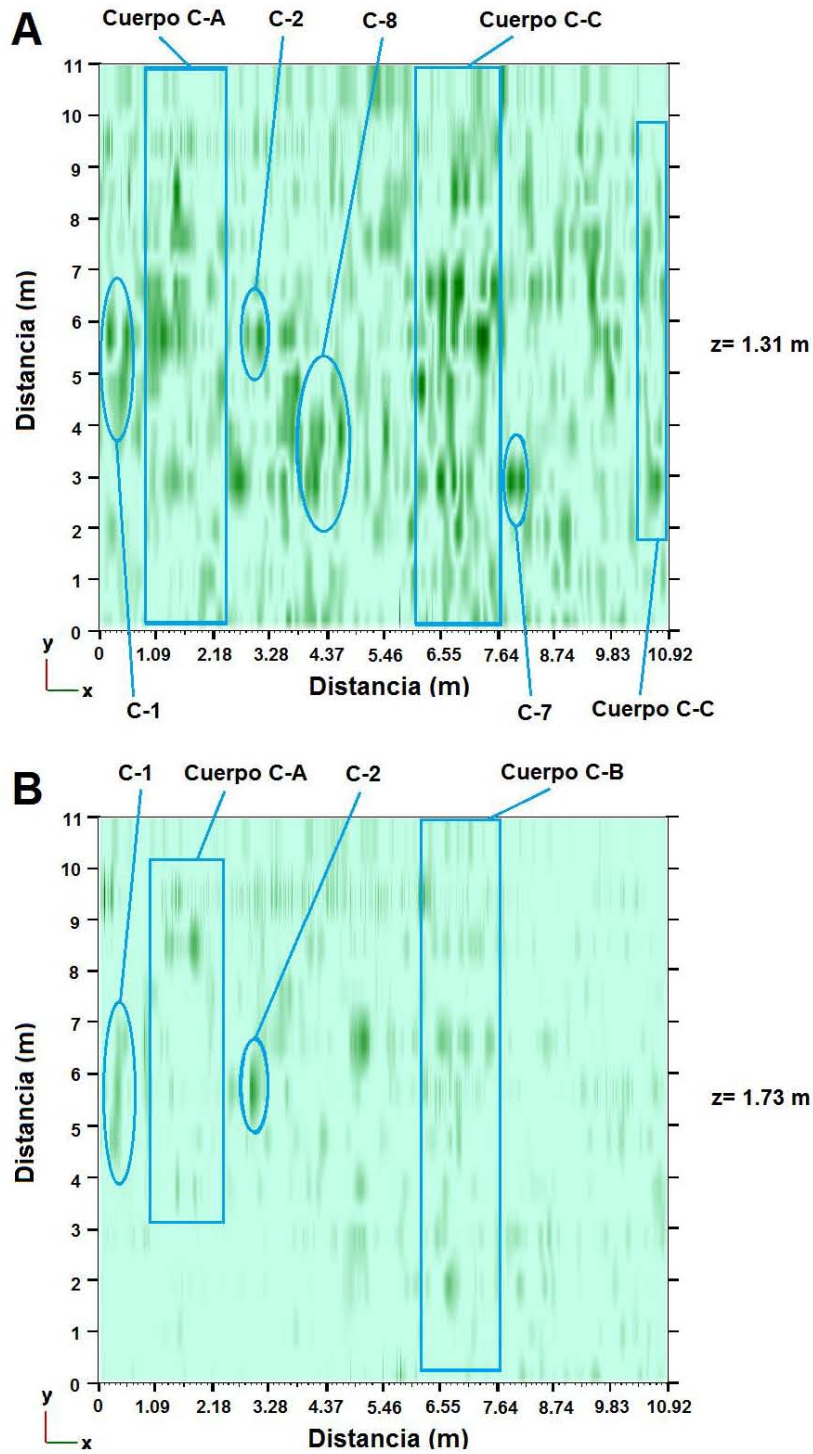 A
Cuerpo C-A
C-2
C-8
Cuerpo C-C
11
10
9
8
7
6
5
4
3
2
1
0
Distancia (m)
z= 1.31 m
0 1.09 2.18 3.28 4.37 5.46 6.55 7.64 8.74 9.83 10.92
y
x
Distancia (m)
C-1
C-7
Cuerpo C-C
B
C-1
Cuerpo C-A
C-2
Cuerpo C-B
11
10
9
8
7
6
5
4
3
2
1
0
Distancia (m)
z= 1.73 m
0 1.09 2.18 3.28 4.37 5.46 6.55 7.64 8.74 9.83 10.92
y
x
Distancia (m)